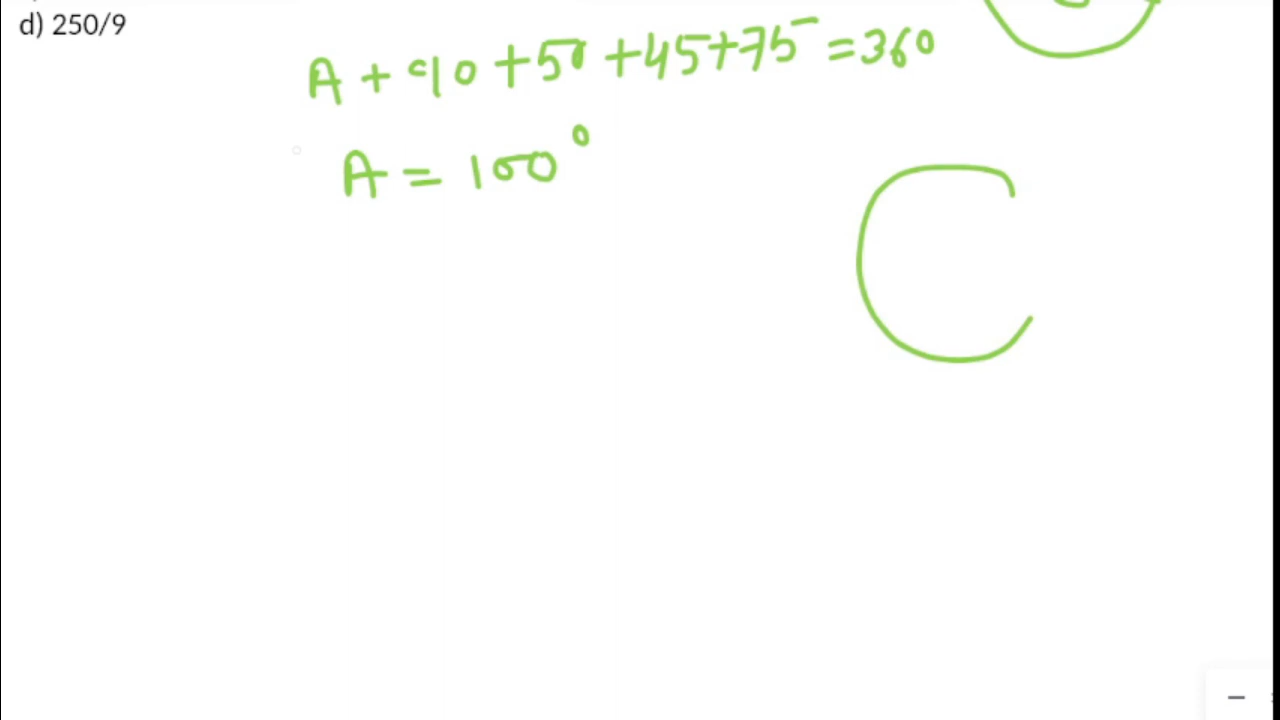 d) 250/9
A + 90 + 50 + 45 + 75 = 360
A = 100°